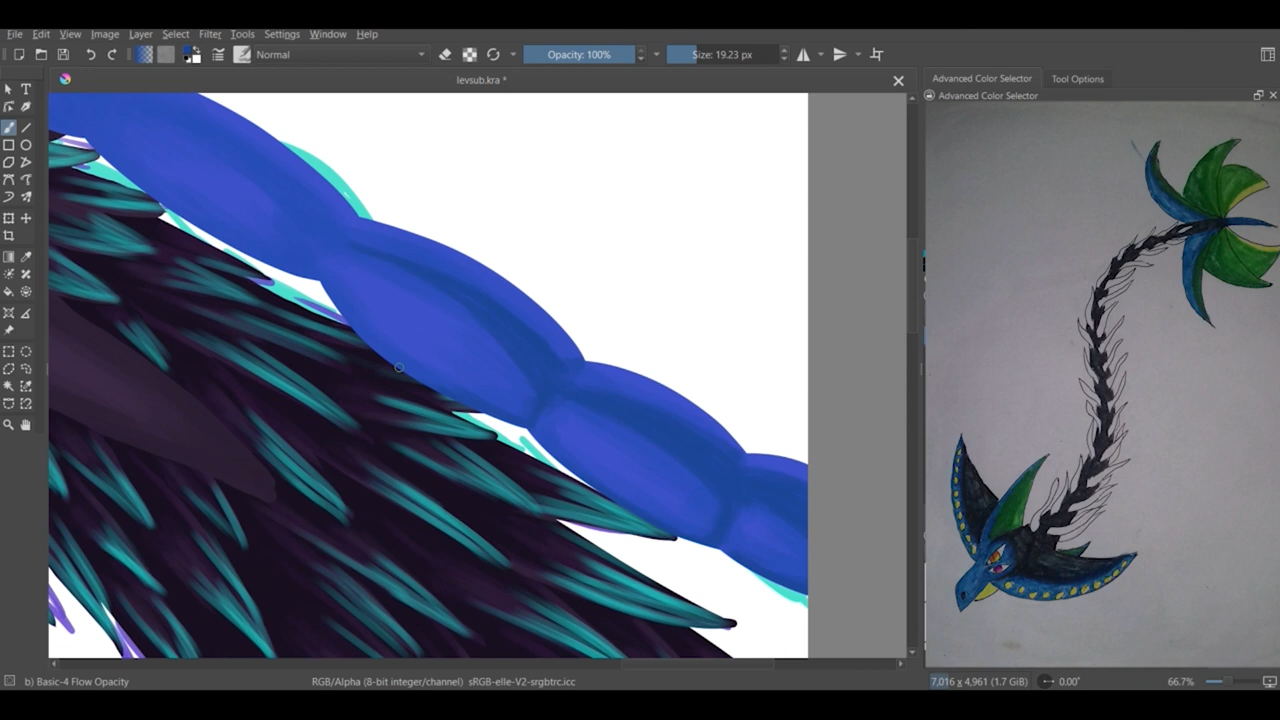 File Edit View Image Layer Select Filter Tools Settings Window Help
Normal Opacity: 100% Size: 19.23 px
levsub.kra *
Advanced Color Selector Tool Options
Advanced Color Selector
b) Basic-4 Flow Opacity RGB/Alpha (8-bit integer/channel) sRGB-elle-V2-srgbtrc.icc 7,016 x 4,961 (1.7 GiB) 0.00° 66.7%